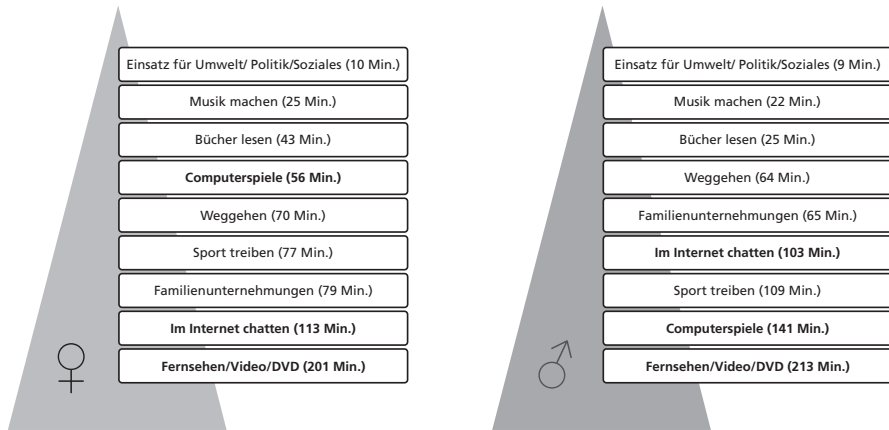 Einsatz für Umwelt/ Politik/Soziales (10 Min.)
Musik machen (25 Min.)
Bücher lesen (43 Min.)
Computerspiele (56 Min.)
Weggehen (70 Min.)
Sport treiben (77 Min.)
Familienunternehmungen (79 Min.)
Im Internet chatten (113 Min.)
Fernsehen/Video/DVD (201 Min.)
Einsatz für Umwelt/ Politik/Soziales (9 Min.)
Musik machen (22 Min.)
Bücher lesen (25 Min.)
Weggehen (64 Min.)
Familienunternehmungen (65 Min.)
Im Internet chatten (103 Min.)
Sport treiben (109 Min.)
Computerspiele (141 Min.)
Fernsehen/Video/DVD (213 Min.)